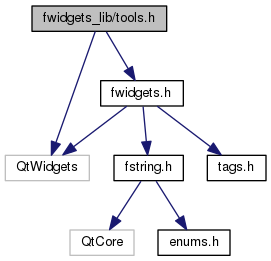 fwidgets_lib/tools.h
fwidgets.h
QtWidgets
fstring.h
tags.h
QtCore
enums.h